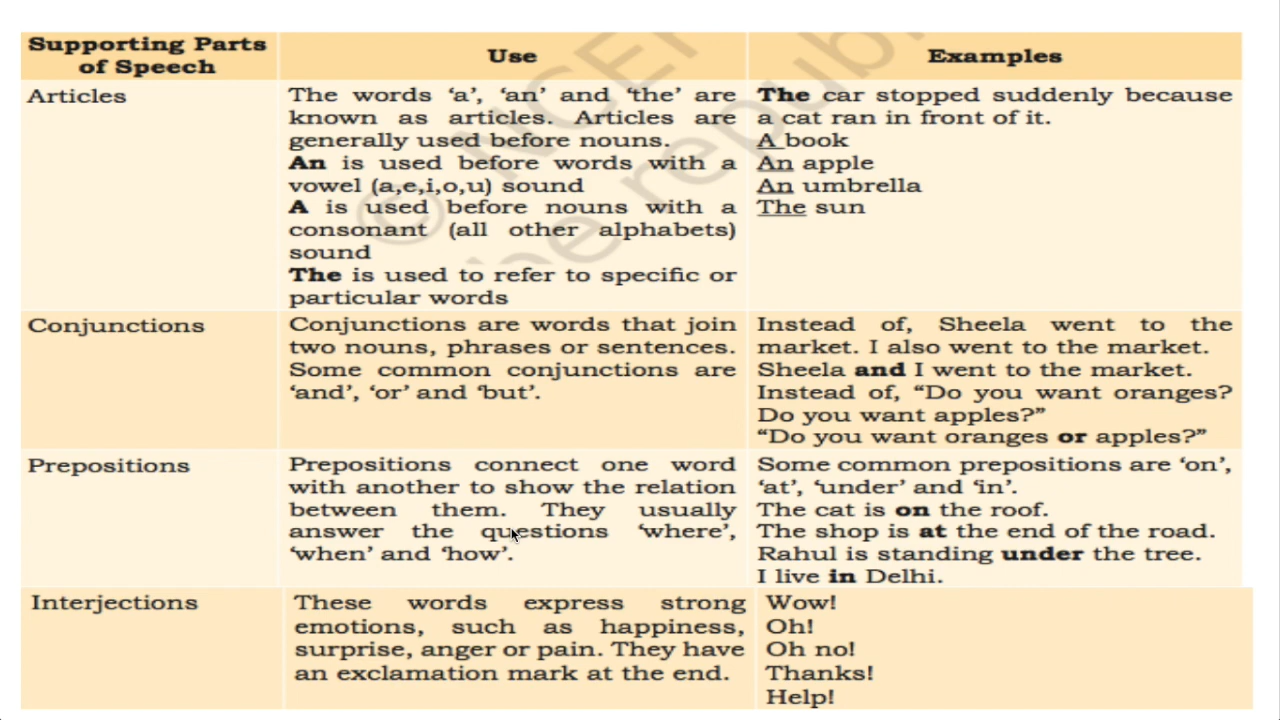 Supporting Parts
of Speech
Use
Examples
Articles
The words ‘a’, ‘an’ and ‘the’ are
known as articles. Articles are
generally used before nouns.
An is used before words with a
vowel (a,e,i,o,u) sound
A is used before nouns with a
consonant (all other alphabets)
sound
The is used to refer to specific or
particular words
The car stopped suddenly because
a cat ran in front of it.
A book
An apple
An umbrella
The sun
Conjunctions
Conjunctions are words that join
two nouns, phrases or sentences.
Some common conjunctions are
‘and’, ‘or’ and ‘but’.
Instead of, Sheela went to the
market. I also went to the market.
Sheela and I went to the market.
Instead of, “Do you want oranges?
Do you want apples?”
“Do you want oranges or apples?”
Prepositions
Prepositions connect one word
with another to show the relation
between them. They usually
answer the questions ‘where’,
‘when’ and ‘how’.
Some common prepositions are ‘on’,
‘at’, ‘under’ and ‘in’.
The cat is on the roof.
The shop is at the end of the road.
Rahul is standing under the tree.
I live in Delhi.
Interjections
These words express strong
emotions, such as happiness,
surprise, anger or pain. They have
an exclamation mark at the end.
Wow!
Oh!
Oh no!
Thanks!
Help!
© NCE
be republ